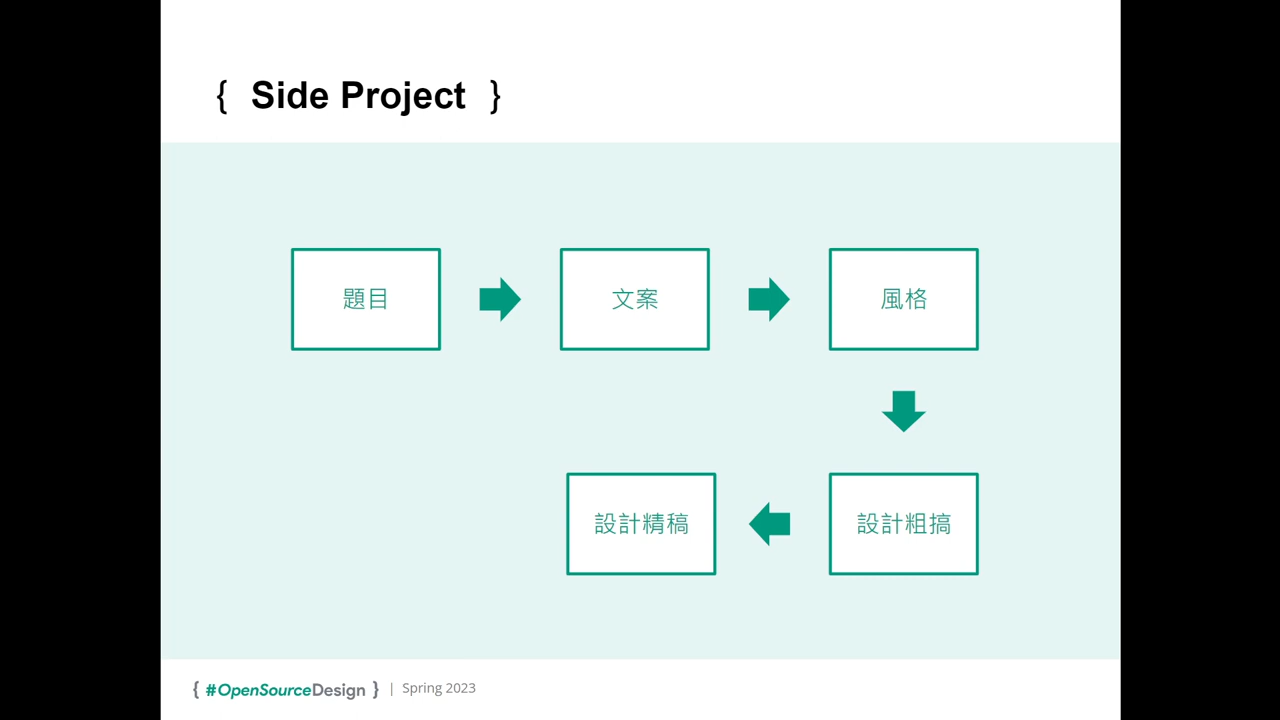 { Side Project }
題目
文案
風格
設計粗搞
設計精稿
{ #OpenSourceDesign } | Spring 2023